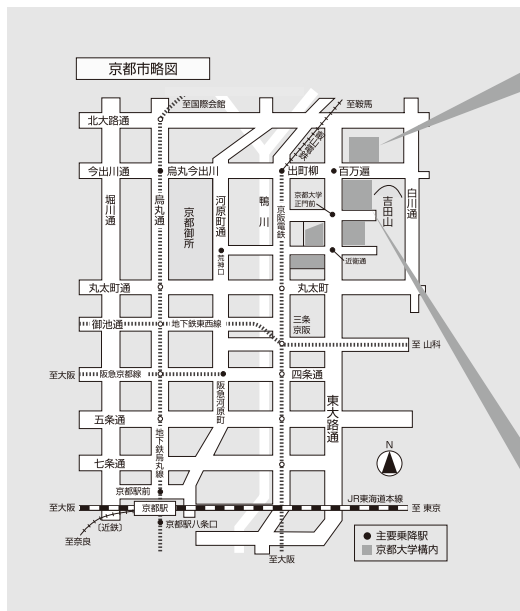 京都市略図
至国際会館
至鞍馬
北大路通
叡山電鉄
今出川通
烏丸今出川
出町柳
百万遍
堀川通
烏丸通
京都御所
河原町通
鴨川
京阪電鉄
京都大学
正門前
吉田山
白川通
荒神口
近衛通
丸太町通
丸太町
御池通
地下鉄東西線
三条
京阪
至 山科
至大阪
阪急京都線
四条通
阪急河原町
東大路通
五条通
地下鉄烏丸線
七条通
N
京都駅前
JR東海道本線
至大阪
京都駅
至 東京
〔近鉄〕
京都駅八条口
至奈良
至大阪
● 主要乗降駅
京都大学構内